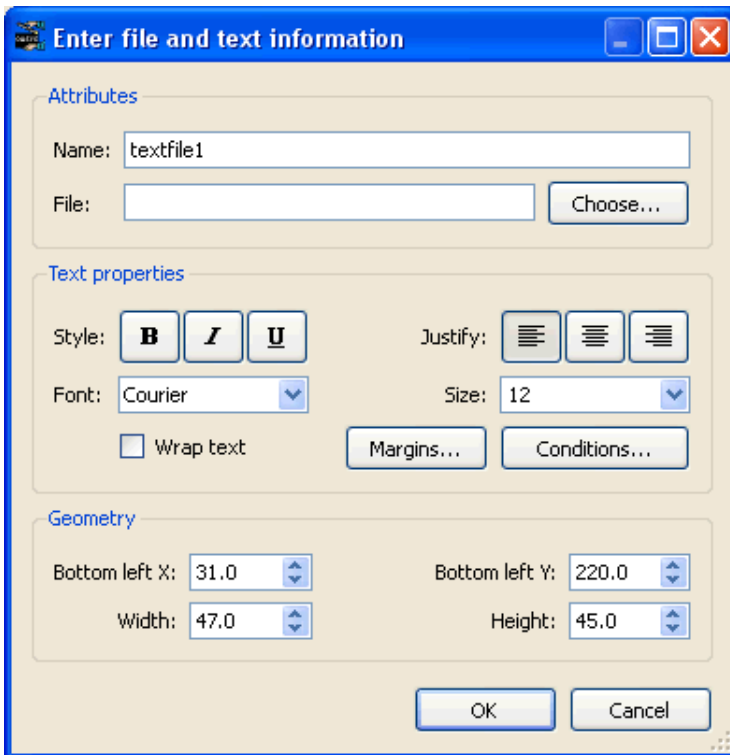 Enter file and text information
Attributes
Name: textfile1
File: Choose...
Text properties
Style: B I U Justify:
Font: Courier Size: 12
Wrap text Margins... Conditions...
Geometry
Bottom left X: 31.0 Bottom left Y: 220.0
Width: 47.0 Height: 45.0
OK Cancel